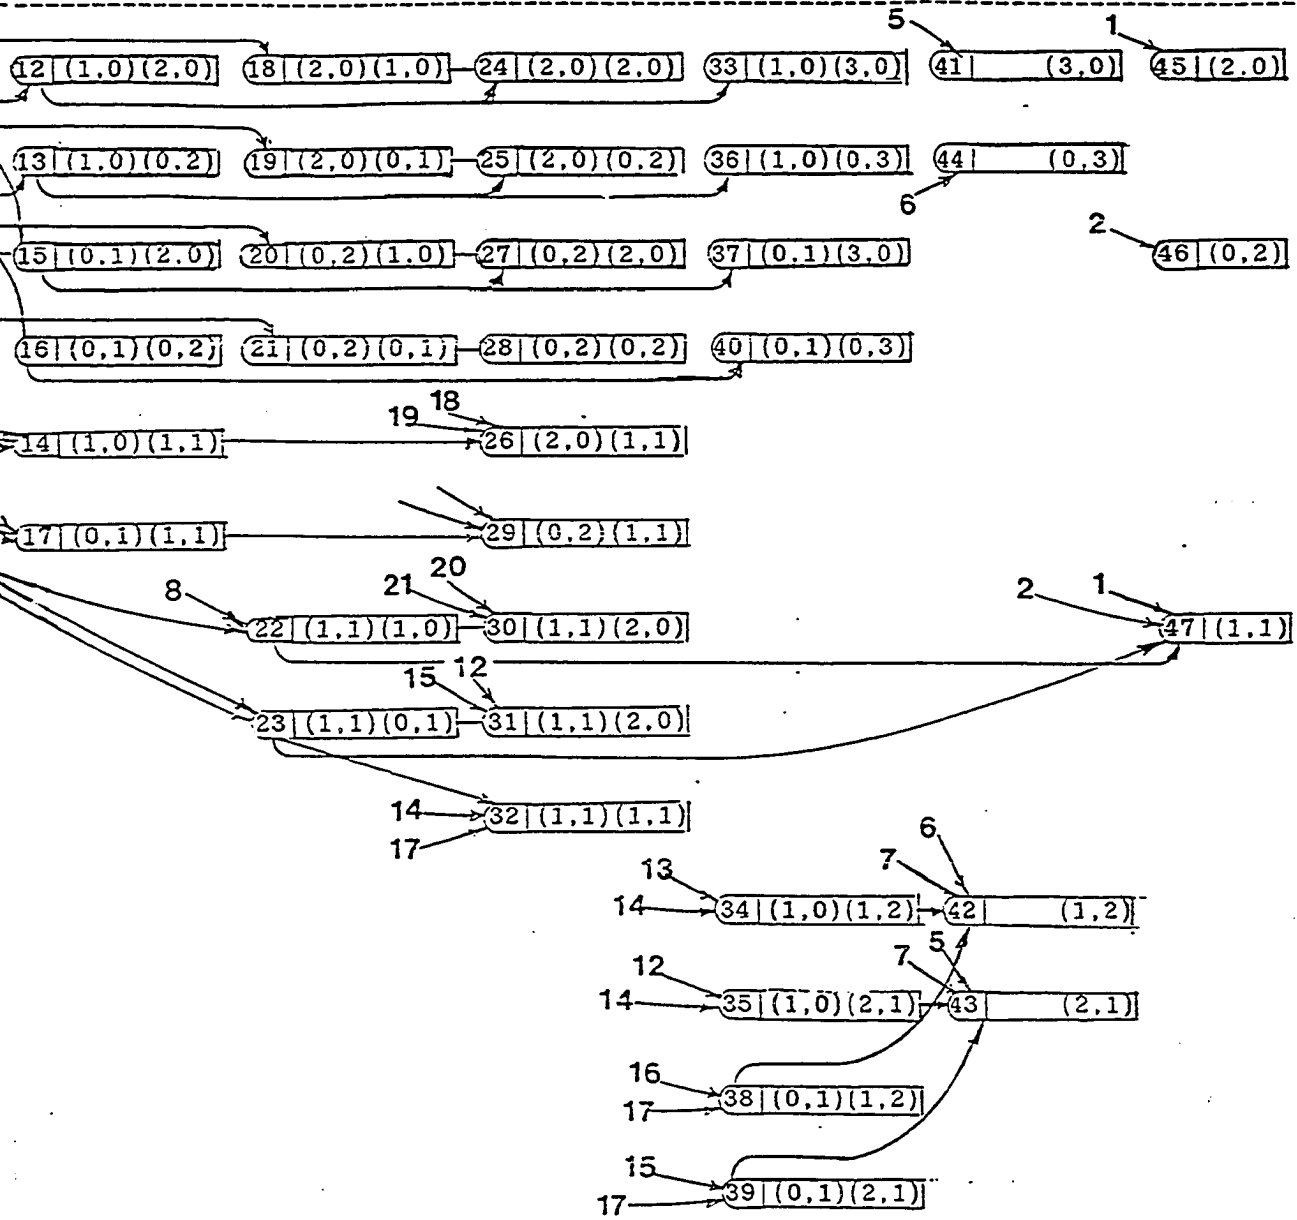 5 1
12 (1,0)(2,0) 18 (2,0)(1,0) 24 (2,0)(2,0) 33 (1,0)(3,0) 41 (3,0) 45 (2.0)
13 (1,0)(0,2) 19 (2,0)(0,1) 25 (2,0)(0,2) 36 (1,0)(0,3) 44 (0,3)
6
2
15 (0,1)(2,0) 20 (0,2)(1,0) 27 (0,2)(2,0) 37 (0,1)(3,0) 46 (0,2)
16 (0,1)(0,2) 21 (0,2)(0,1) 28 (0,2)(0,2) 40 (0,1)(0,3)
19 18
14 (1,0)(1,1) 26 (2,0)(1,1)
17 (0,1)(1,1) 29 (0,2)(1,1)
8 21 20 2 1
22 (1,1)(1,0) 30 (1,1)(2,0) 47 (1,1)
15 12
23 (1,1)(0,1) 31 (1,1)(2,0)
14 32 (1,1)(1,1)
17
6
13 7
14 34 (1,0)(1,2) 42 (1,2)
5
12 7
14 35 (1,0)(2,1) 43 (2,1)
16
17 38 (0,1)(1,2)
15
17 39 (0,1)(2,1)